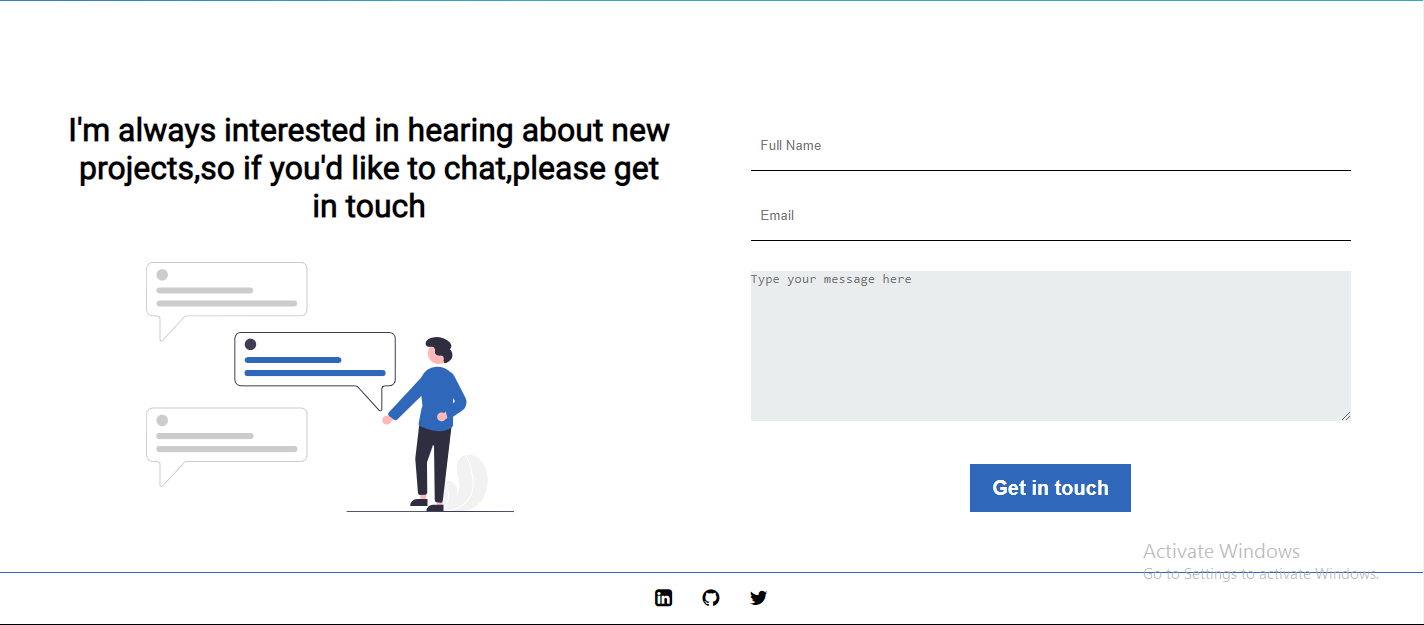 I'm always interested in hearing about new
projects,so if you'd like to chat,please get
in touch
Full Name
Email
Type your message here
Get in touch
Activate Windows
Go to Settings to activate Windows.
in